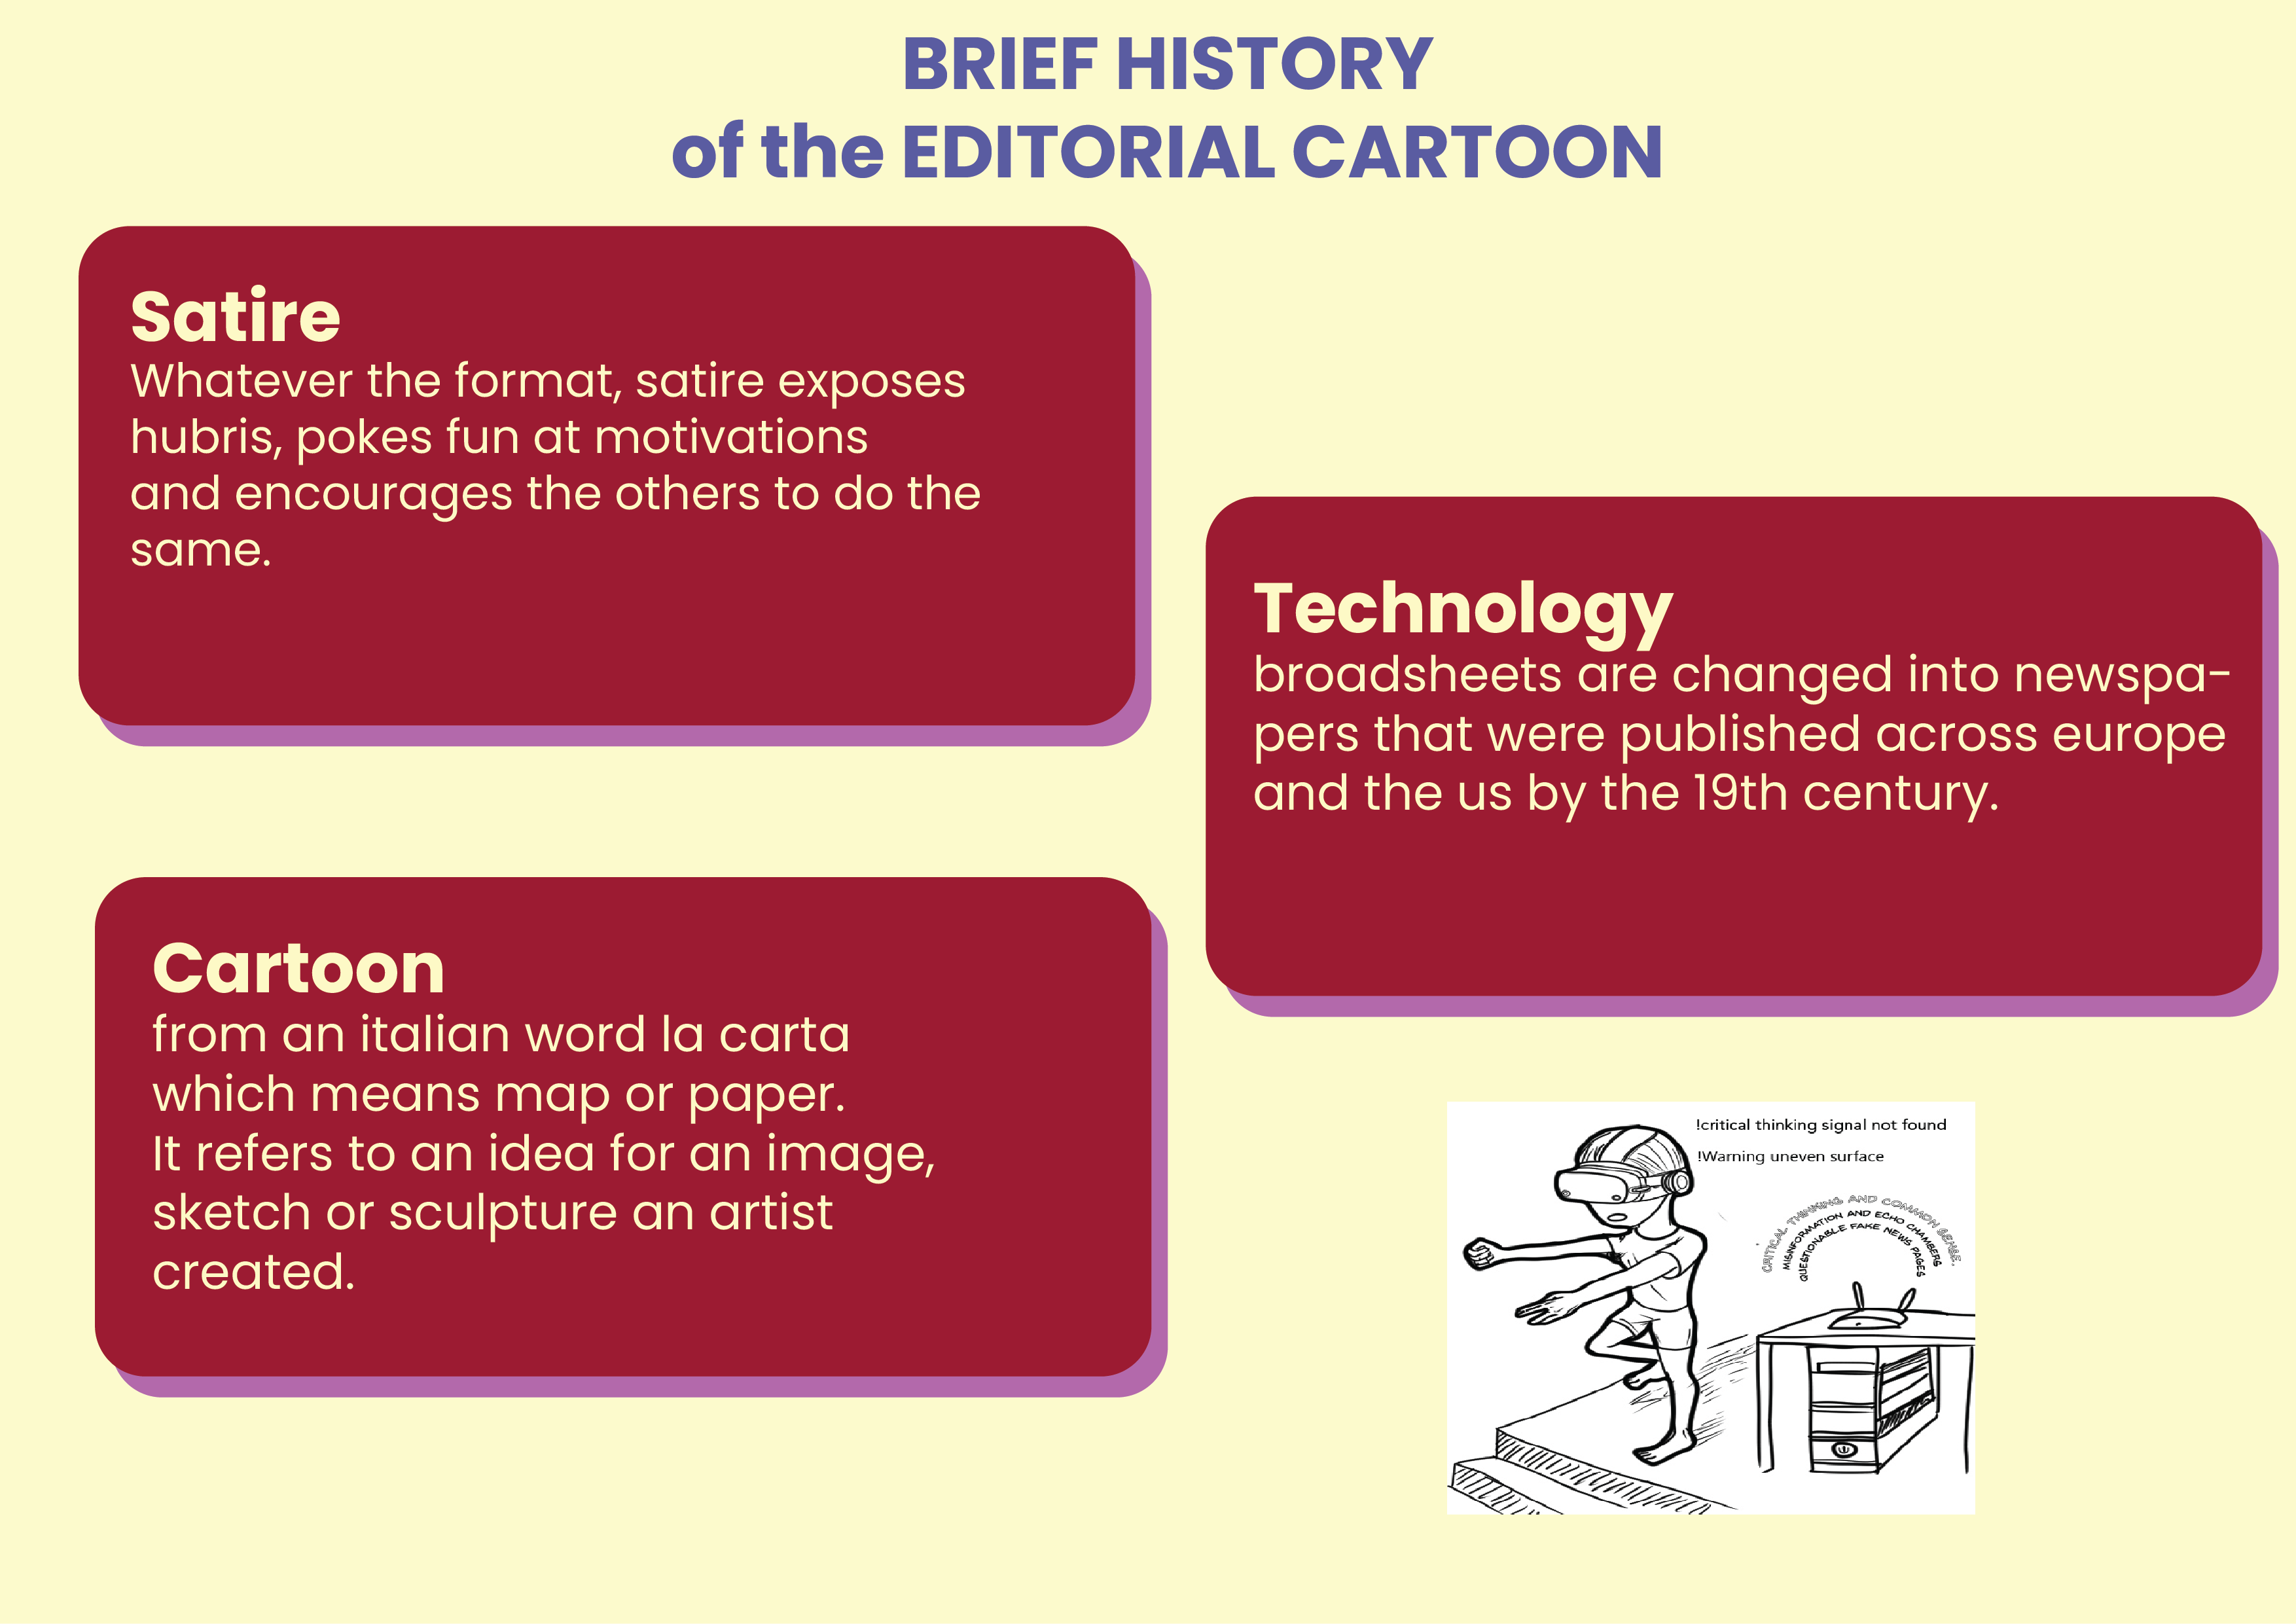 BRIEF HISTORY
of the EDITORIAL CARTOON
Satire
Whatever the format, satire exposes
hubris, pokes fun at motivations
and encourages the others to do the
same.
Technology
broadsheets are changed into newspa-
pers that were published across europe
and the us by the 19th century.
Cartoon
from an italian word la carta
which means map or paper.
It refers to an idea for an image,
sketch or sculpture an artist
created.
!critical thinking signal not found
!Warning uneven surface
CRITICAL THINKING AND COMMON SENSE.
MISINFORMATION AND ECHO CHAMBERS
QUESTIONABLE FAKE NEWS PAGES